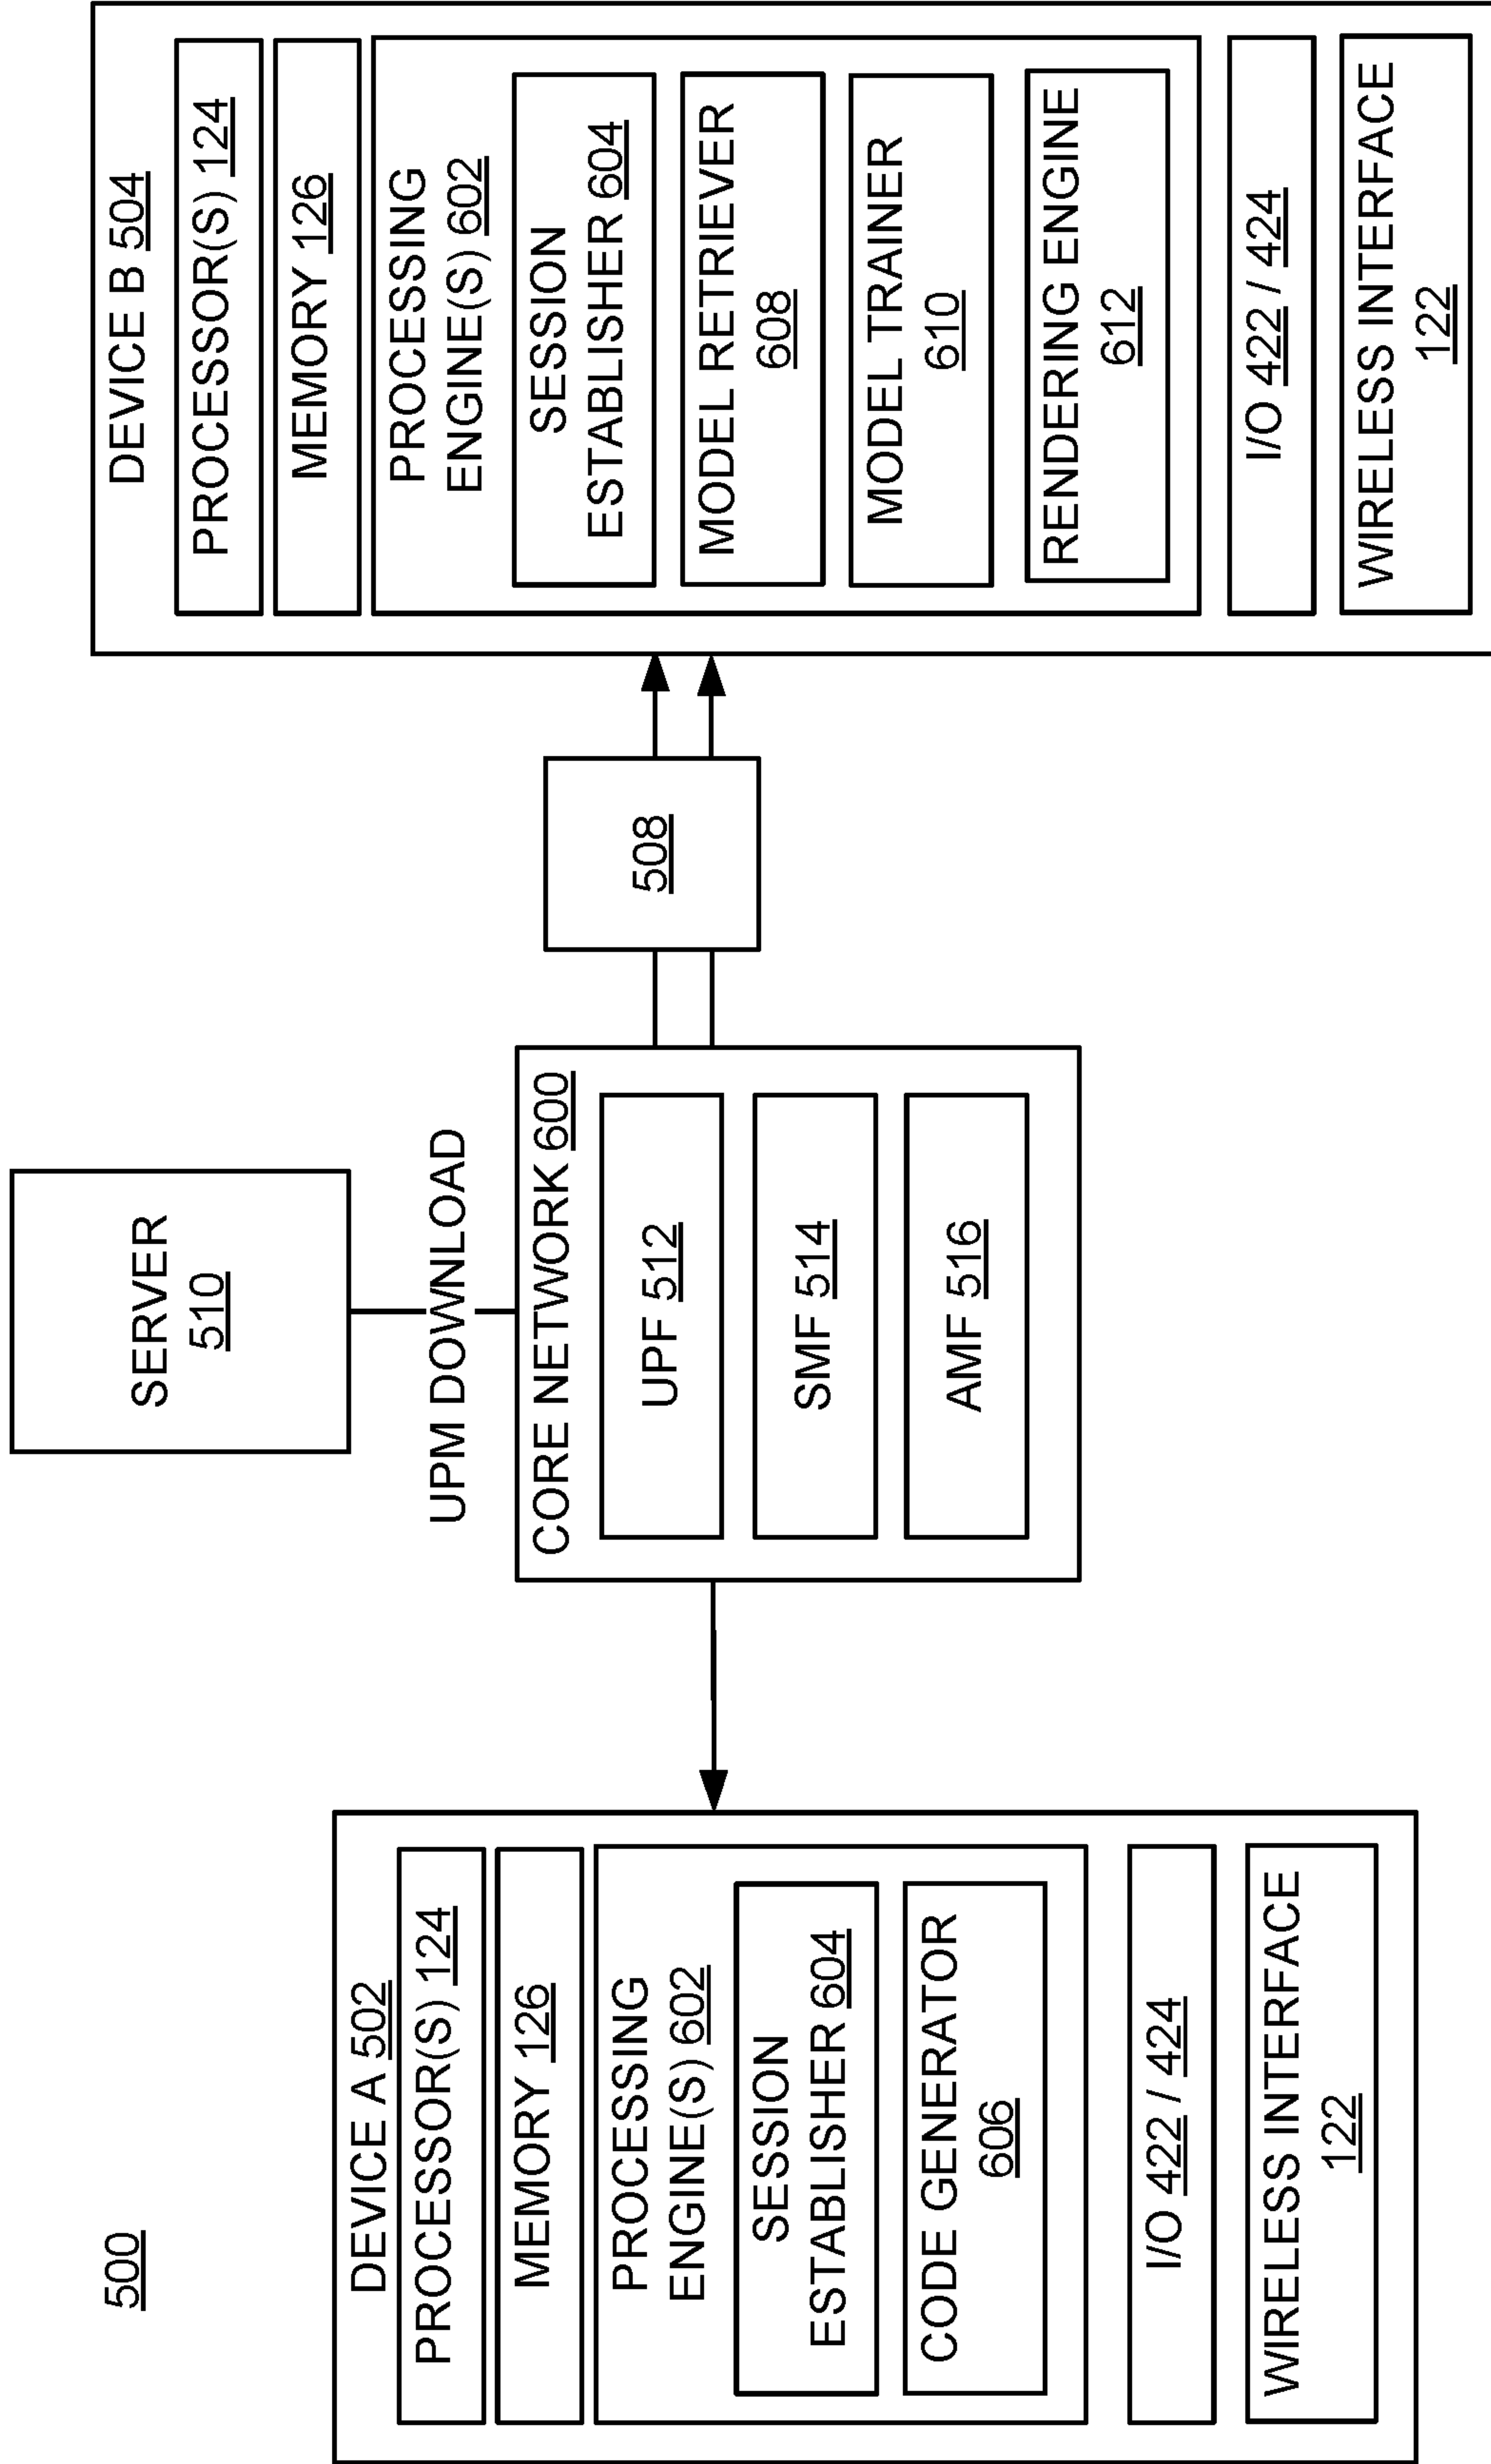 500
DEVICE A 502
PROCESSOR(S) 124
MEMORY 126
PROCESSING
ENGINE(S) 602
SESSION
ESTABLISHER 604
CODE GENERATOR
606
I/O 422 / 424
WIRELESS INTERFACE
122
SERVER
510
UPM DOWNLOAD
CORE NETWORK 600
UPF 512
SMF 514
AMF 516
508
DEVICE B 504
PROCESSOR(S) 124
MEMORY 126
PROCESSING
ENGINE(S) 602
SESSION
ESTABLISHER 604
MODEL RETRIEVER
608
MODEL TRAINER
610
RENDERING ENGINE
612
I/O 422 / 424
WIRELESS INTERFACE
122